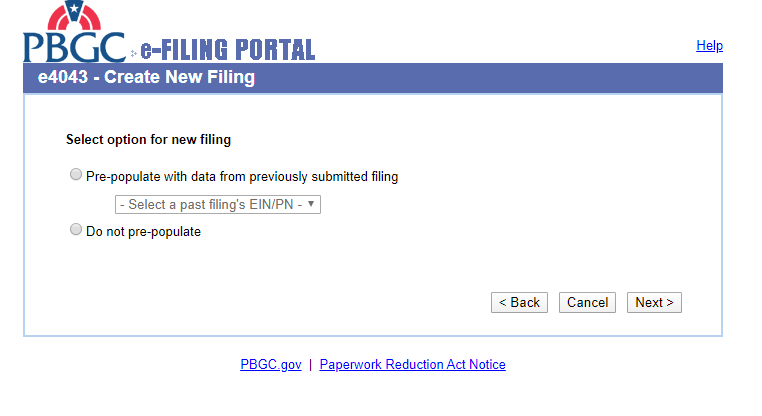 PBGC e-FILING PORTAL
Help
e4043 - Create New Filing
Select option for new filing
Pre-populate with data from previously submitted filing
- Select a past filing's EIN/PN -
Do not pre-populate
< Back Cancel Next >
PBGC.gov | Paperwork Reduction Act Notice